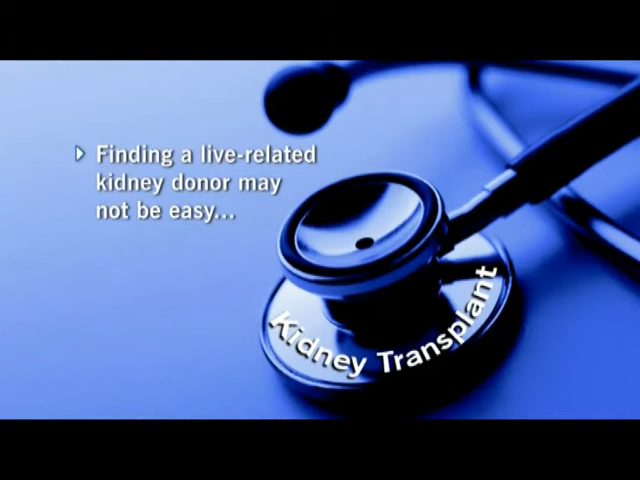 Finding a live-related
kidney donor may
not be easy...
Kidney Transplant